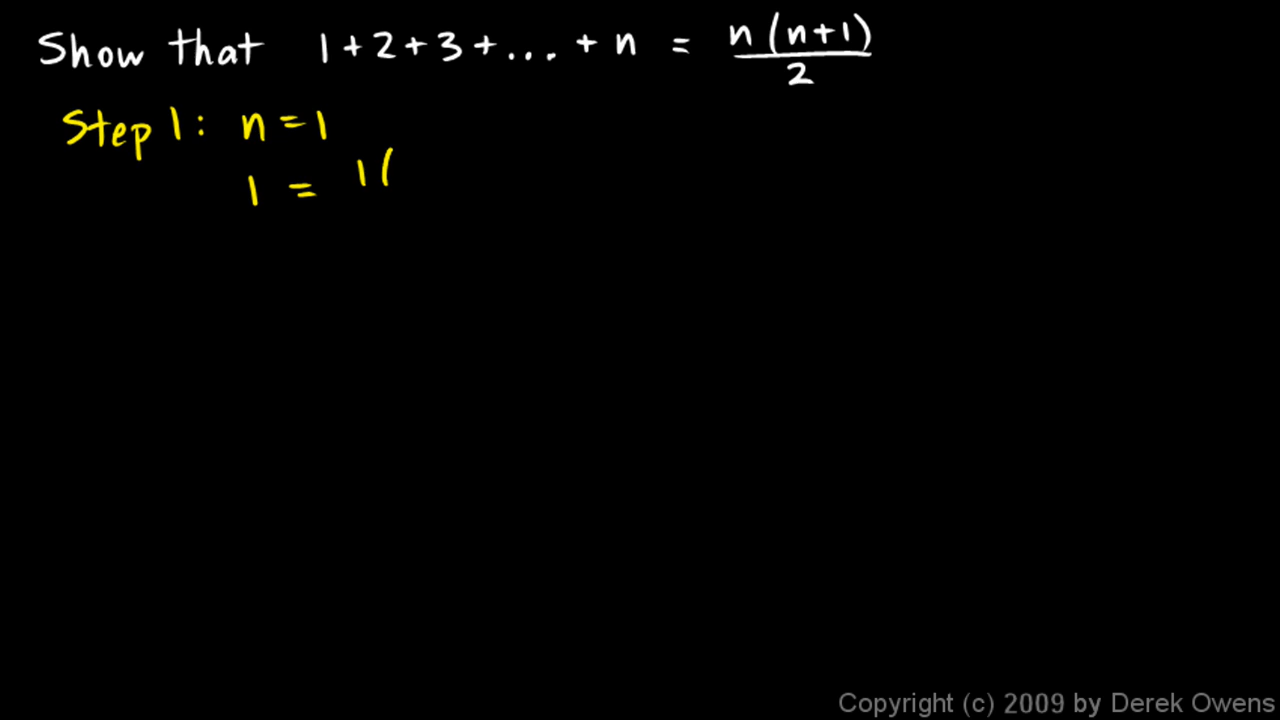 Show that 1 + 2 + 3 + ... + n = n(n+1)/2
Step 1: n = 1
1 = 1(
Copyright (c) 2009 by Derek Owens